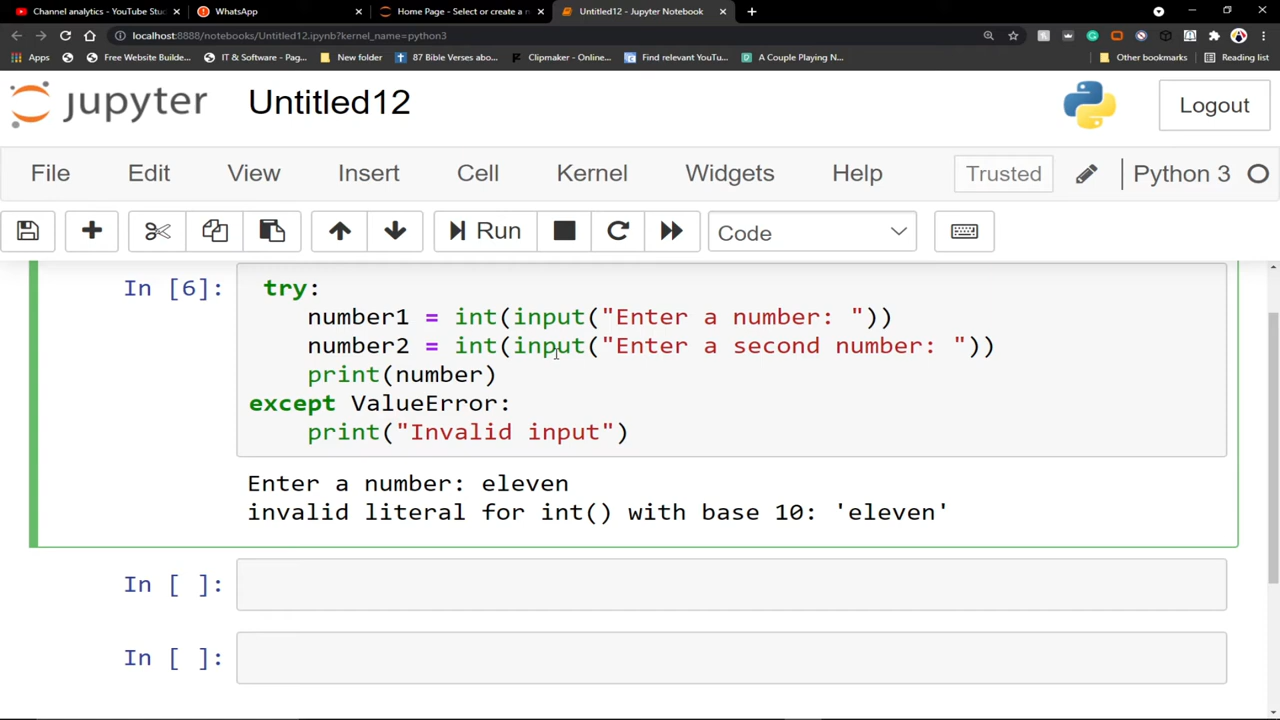 Channel analytics - YouTube Stu
WhatsApp
Home Page - Select or create a n
Untitled12 - Jupyter Notebook
localhost:8888/notebooks/Untitled12.ipynb?kernel_name=python3
Apps
Free Website Builde...
IT & Software - Pag...
New folder
87 Bible Verses abo...
Clipmaker - Online...
Find relevant YouTu...
A Couple Playing N...
Other bookmarks
Reading list
jupyter Untitled12
Logout
File Edit View Insert Cell Kernel Widgets Help
Trusted
Python 3
Run
Code
In [6]:
try:
number1 = int(input("Enter a number: "))
number2 = int(input("Enter a second number: "))
print(number)
except ValueError:
print("Invalid input")
Enter a number: eleven
invalid literal for int() with base 10: 'eleven'
In [ ]:
In [ ]: